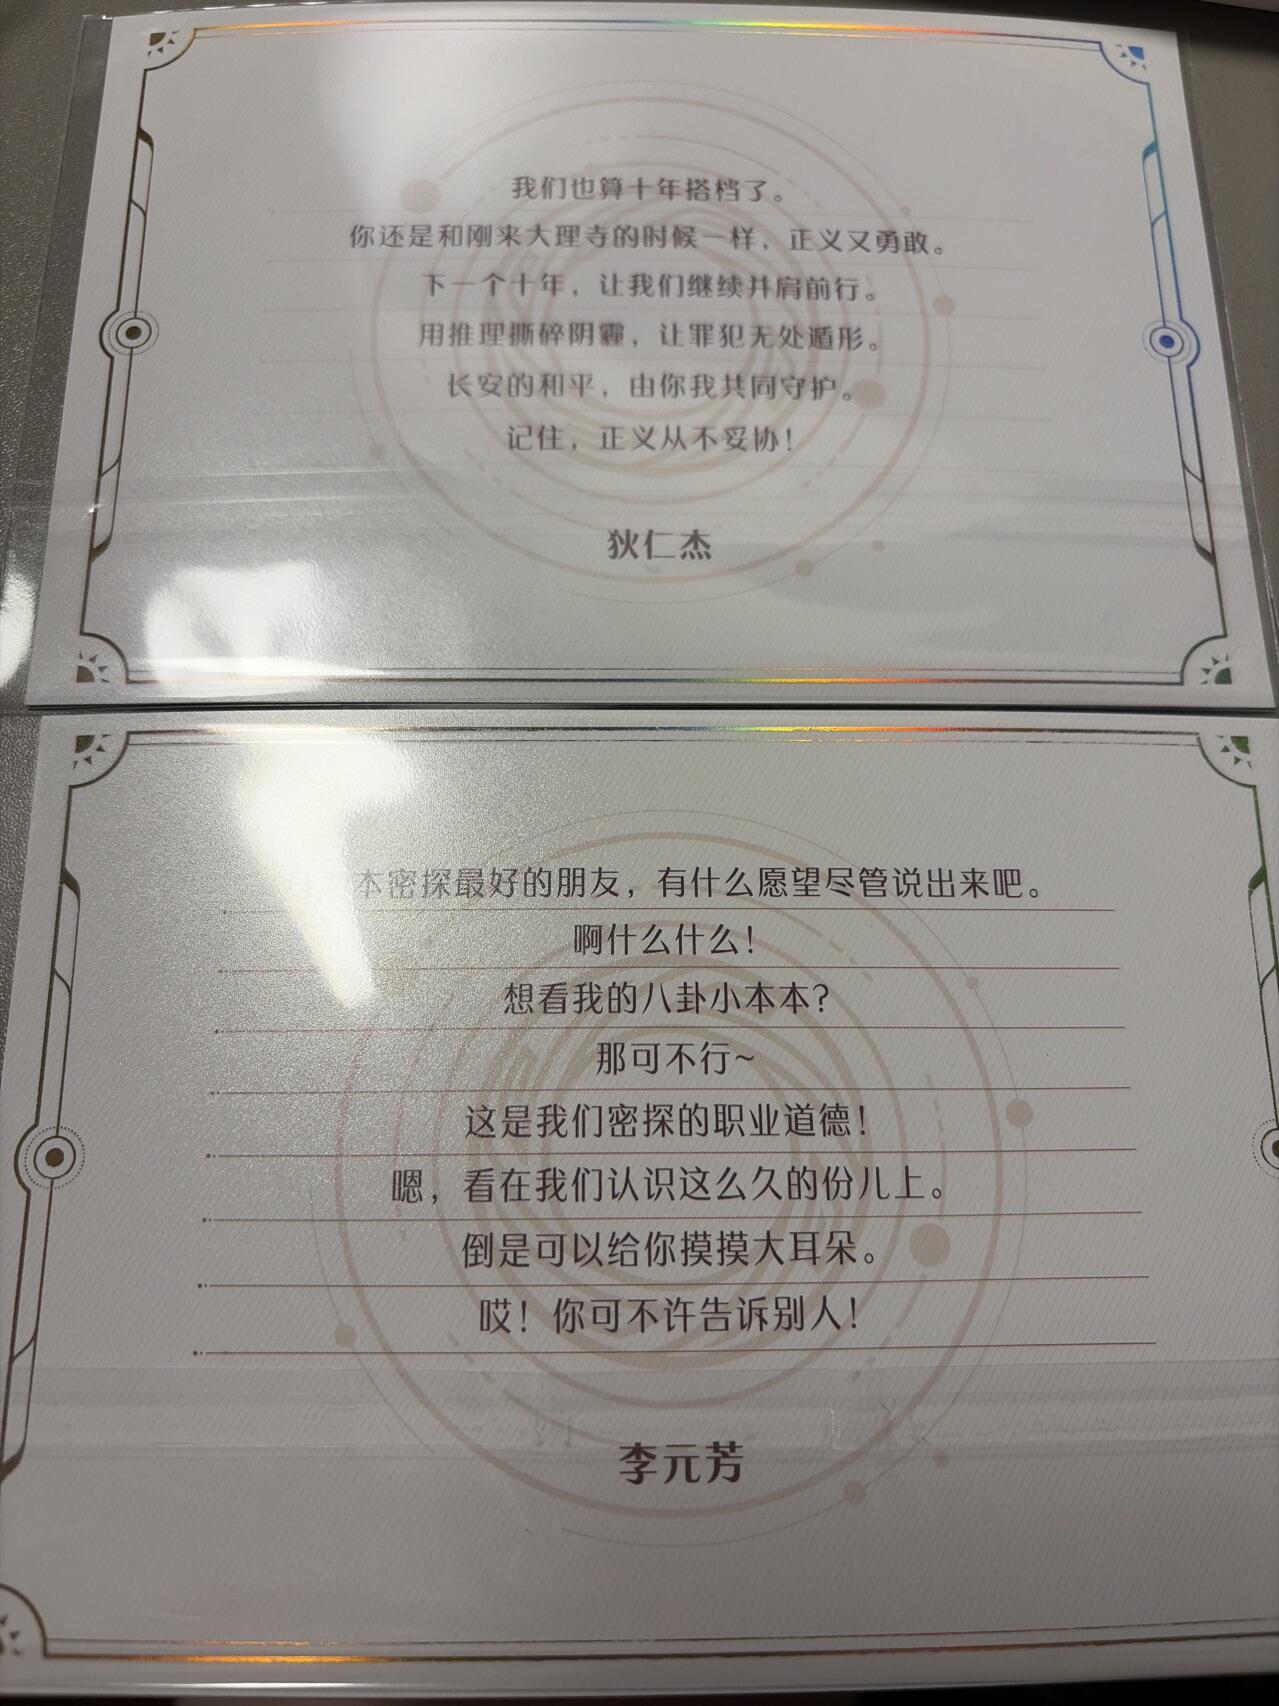 我们也算十年搭档了。
你还是和刚来大理寺的时候一样，正义又勇敢。
下一个十年，让我们继续并肩前行。
用推理撕碎阴霾，让罪犯无处遁形。
长安的和平，由你我共同守护。
记住，正义从不妥协！
狄仁杰
本密探最好的朋友，有什么愿望尽管说出来吧。
啊什么什么！
想看我的八卦小本本？
那可不行~
这是我们密探的职业道德！
嗯，看在我们认识这么久的份儿上。
倒是可以给你摸摸大耳朵。
哎！你可不许告诉别人！
李元芳